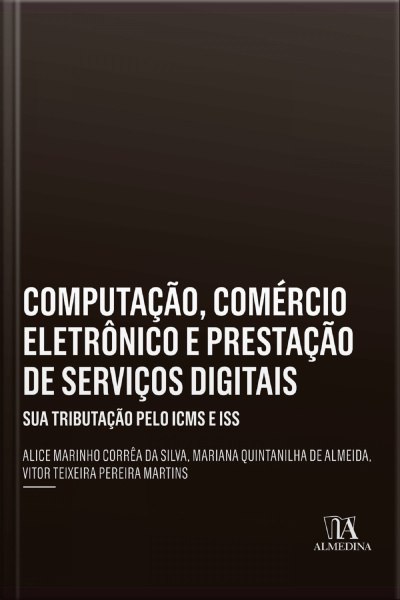 COMPUTAÇÃO, COMÉRCIO
ELETRÔNICO E PRESTAÇÃO
DE SERVIÇOS DIGITAIS
SUA TRIBUTAÇÃO PELO ICMS E ISS
ALICE MARINHO CORRÊA DA SILVA, MARIANA QUINTANILHA DE ALMEIDA,
VITOR TEIXEIRA PEREIRA MARTINS
ALMEDINA